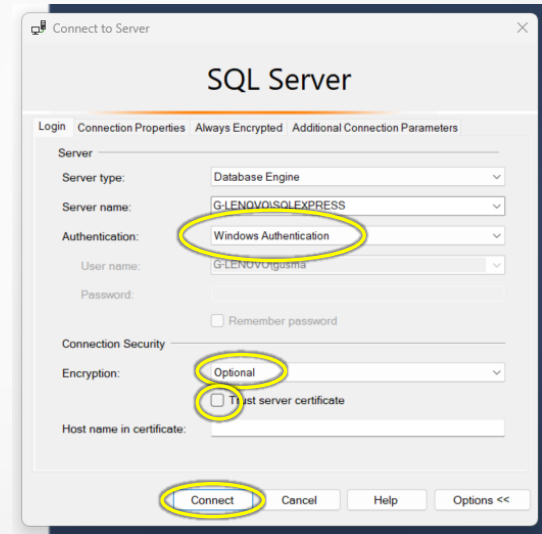 Connect to Server
SQL Server
Login Connection Properties Always Encrypted Additional Connection Parameters
Server
Server type: Database Engine
Server name: G-LENOVO\SQLEXPRESS
Authentication: Windows Authentication
User name: G-LENOVO\gusma
Password:
Remember password
Connection Security
Encryption: Optional
Trust server certificate
Host name in certificate:
Connect Cancel Help Options <<